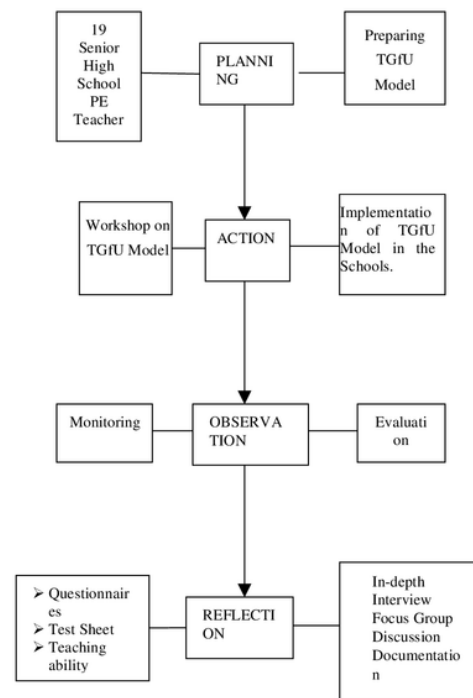 19
Senior
High
School
PE
Teacher
PLANNI
NG
Preparing
TGfU
Model
Workshop on
TGfU Model
ACTION
Implementatio
n of TGfU
Model in the
Schools.
Monitoring
OBSERVA
TION
Evaluati
on
➢ Questionnair
es
➢ Test Sheet
➢ Teaching
ability
REFLECTI
ON
In-depth
Interview
Focus Group
Discussion
Documentatio
n